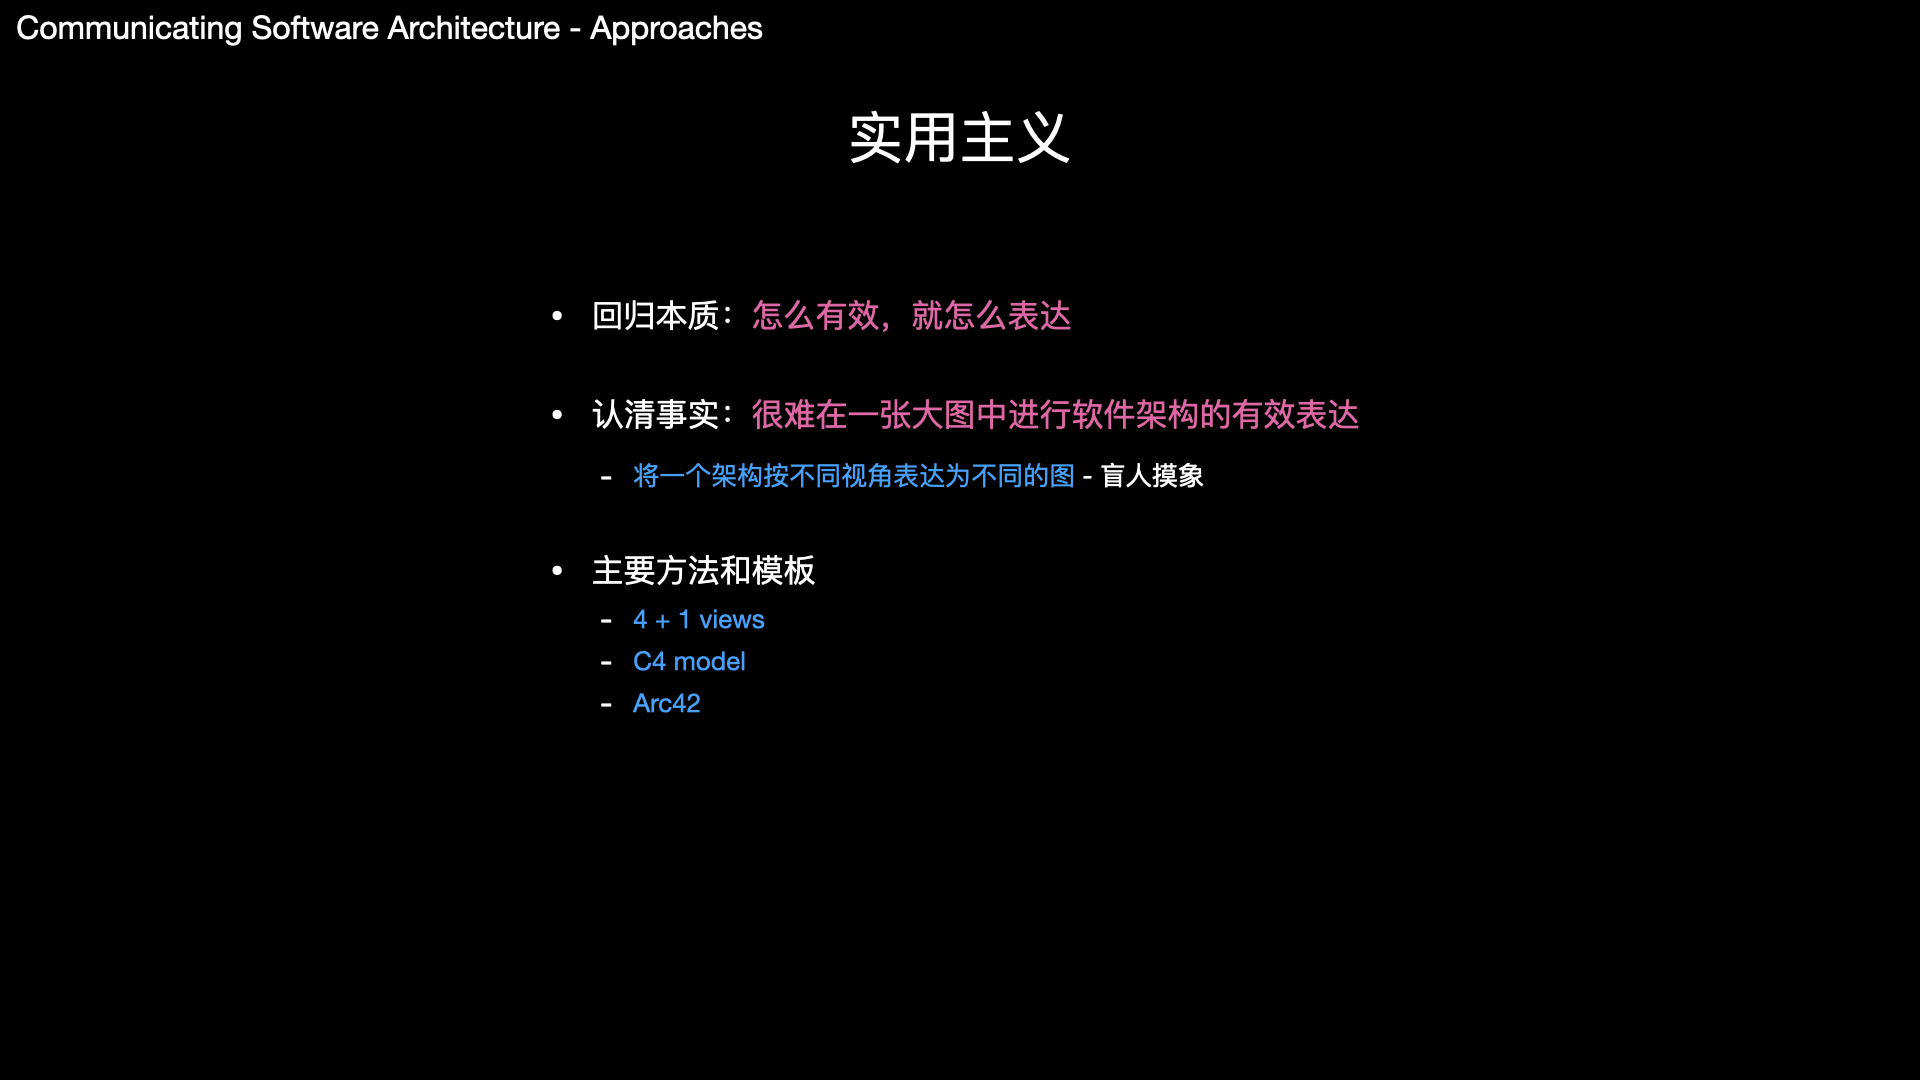 Communicating Software Architecture - Approaches
实用主义
• 回归本质：怎么有效，就怎么表达
• 认清事实：很难在一张大图中进行软件架构的有效表达
- 将一个架构按不同视角表达为不同的图 - 盲人摸象
• 主要方法和模板
- 4 + 1 views
- C4 model
- Arc42